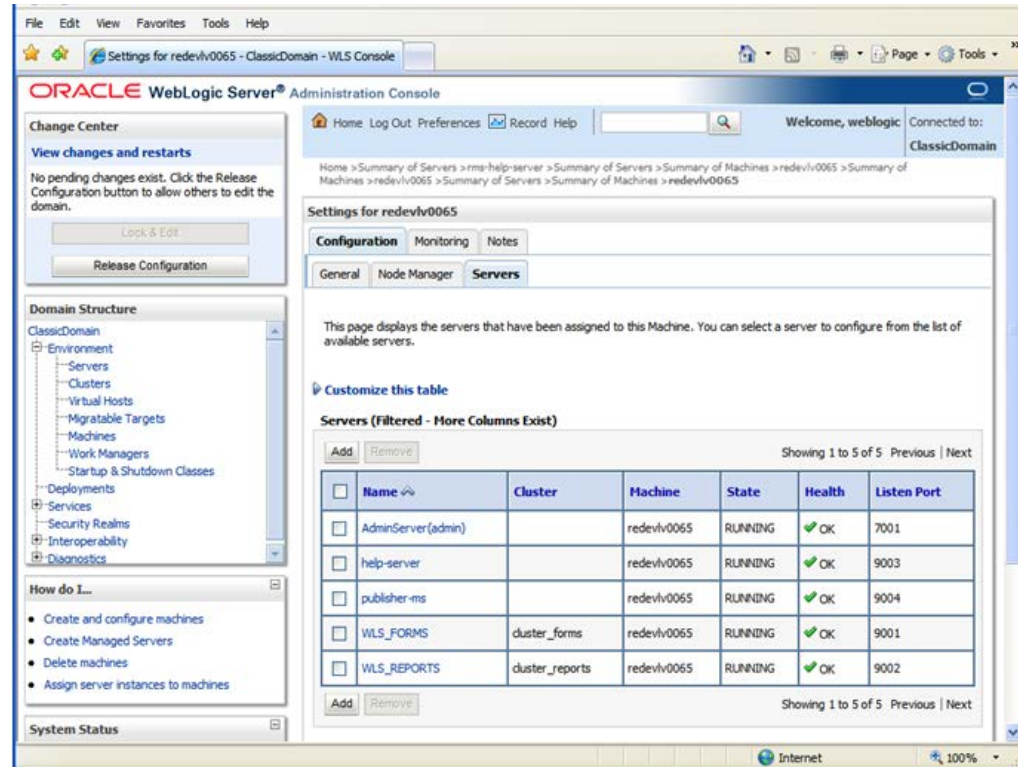 File Edit View Favorites Tools Help
Settings for redevlv0065 - ClassicDomain - WLS Console
Page Tools
ORACLE WebLogic Server® Administration Console
Change Center
View changes and restarts
No pending changes exist. Click the Release
Configuration button to allow others to edit the
domain.
Lock & Edit
Release Configuration
Domain Structure
ClassicDomain
Environment
Servers
Clusters
Virtual Hosts
Migratable Targets
Machines
Work Managers
Startup & Shutdown Classes
Deployments
Services
Security Realms
Interoperability
Diagnostics
How do I...
Create and configure machines
Create Managed Servers
Delete machines
Assign server instances to machines
System Status
Home Log Out Preferences Record Help
Welcome, weblogic
Connected to:
ClassicDomain
Home >Summary of Servers >rms-help-server >Summary of Servers >Summary of Machines >redevlv0065 >Summary of
Machines >redevlv0065 >Summary of Servers >Summary of Machines >redevlv0065
Settings for redevlv0065
Configuration Monitoring Notes
General Node Manager Servers
This page displays the servers that have been assigned to this Machine. You can select a server to configure from the list of
available servers.
Customize this table
Servers (Filtered - More Columns Exist)
Add Remove Showing 1 to 5 of 5 Previous | Next
Name Cluster Machine State Health Listen Port
AdminServer(admin) redevlv0065 RUNNING OK 7001
help-server redevlv0065 RUNNING OK 9003
publisher-ms redevlv0065 RUNNING OK 9004
WLS_FORMS cluster_forms redevlv0065 RUNNING OK 9001
WLS_REPORTS cluster_reports redevlv0065 RUNNING OK 9002
Add Remove Showing 1 to 5 of 5 Previous | Next
Internet 100%